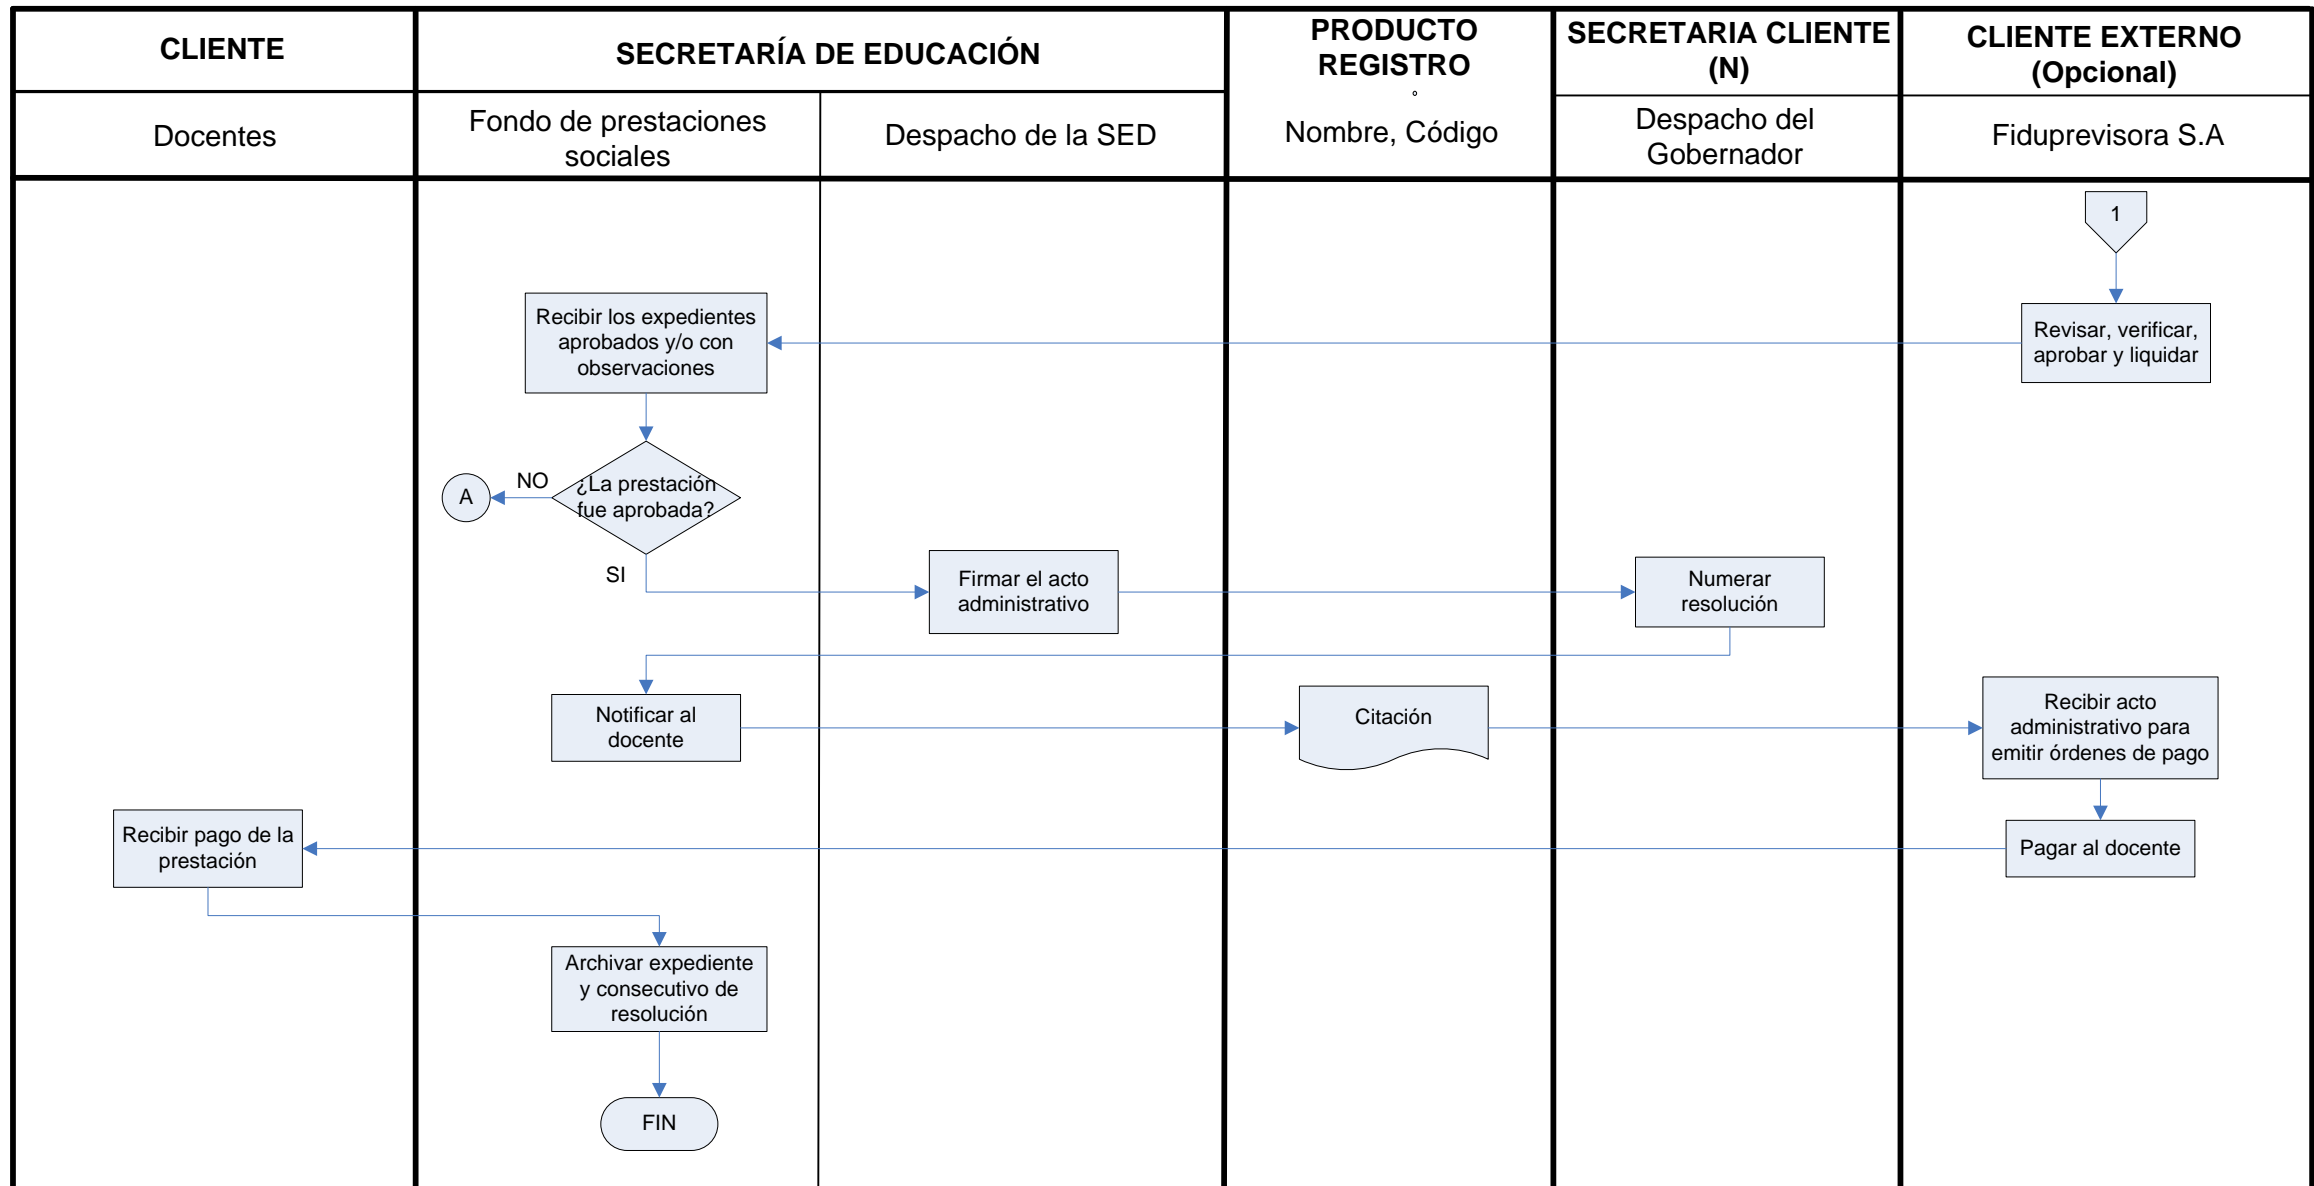 CLIENTE
SECRETARÍA DE EDUCACIÓN
PRODUCTO
REGISTRO
SECRETARIA CLIENTE
(N)
CLIENTE EXTERNO
(Opcional)
Docentes
Fondo de prestaciones
sociales
Despacho de la SED
Nombre, Código
Despacho del
Gobernador
Fiduprevisora S.A
1
Recibir los expedientes
aprobados y/o con
observaciones
Revisar, verificar,
aprobar y liquidar
A
NO
¿La prestación
fue aprobada?
SI
Firmar el acto
administrativo
Numerar
resolución
Notificar al
docente
Citación
Recibir acto
administrativo para
emitir órdenes de pago
Recibir pago de la
prestación
Pagar al docente
Archivar expediente
y consecutivo de
resolución
FIN